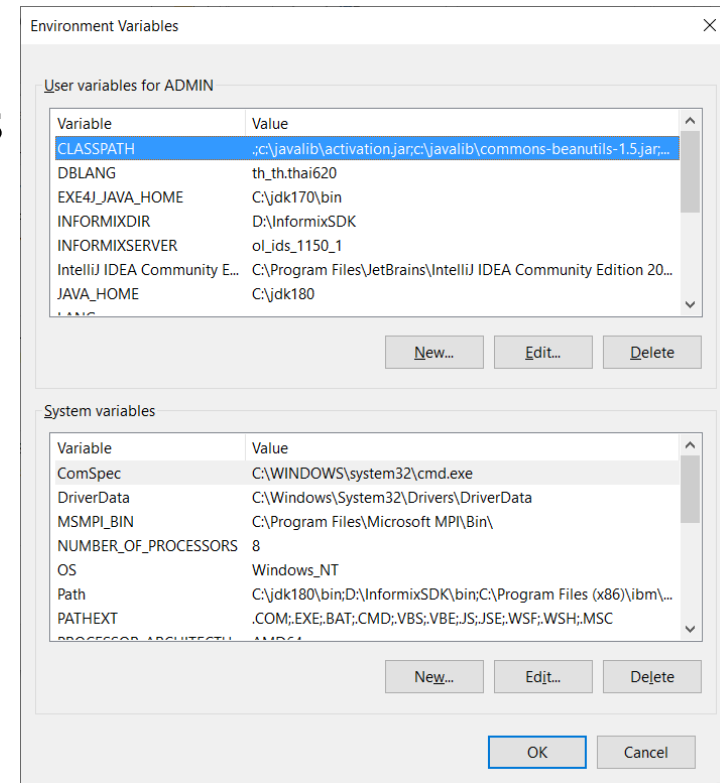 Environment Variables
User variables for ADMIN
Variable Value
CLASSPATH .;c:\javalib\activation.jar;c:\javalib\commons-beanutils-1.5.jar;...
DBLANG th_th.thai620
EXE4J_JAVA_HOME C:\jdk170\bin
INFORMIXDIR D:\InformixSDK
INFORMIXSERVER ol_ids_1150_1
IntelliJ IDEA Community E... C:\Program Files\JetBrains\IntelliJ IDEA Community Edition 20...
JAVA_HOME C:\jdk180
New... Edit... Delete
System variables
Variable Value
ComSpec C:\WINDOWS\system32\cmd.exe
DriverData C:\Windows\System32\Drivers\DriverData
MSMPI_BIN C:\Program Files\Microsoft MPI\Bin\
NUMBER_OF_PROCESSORS 8
OS Windows_NT
Path C:\jdk180\bin;D:\InformixSDK\bin;C:\Program Files (x86)\ibm\...
PATHEXT .COM;.EXE;.BAT;.CMD;.VBS;.VBE;.JS;.JSE;.WSF;.WSH;.MSC
New... Edit... Delete
OK Cancel